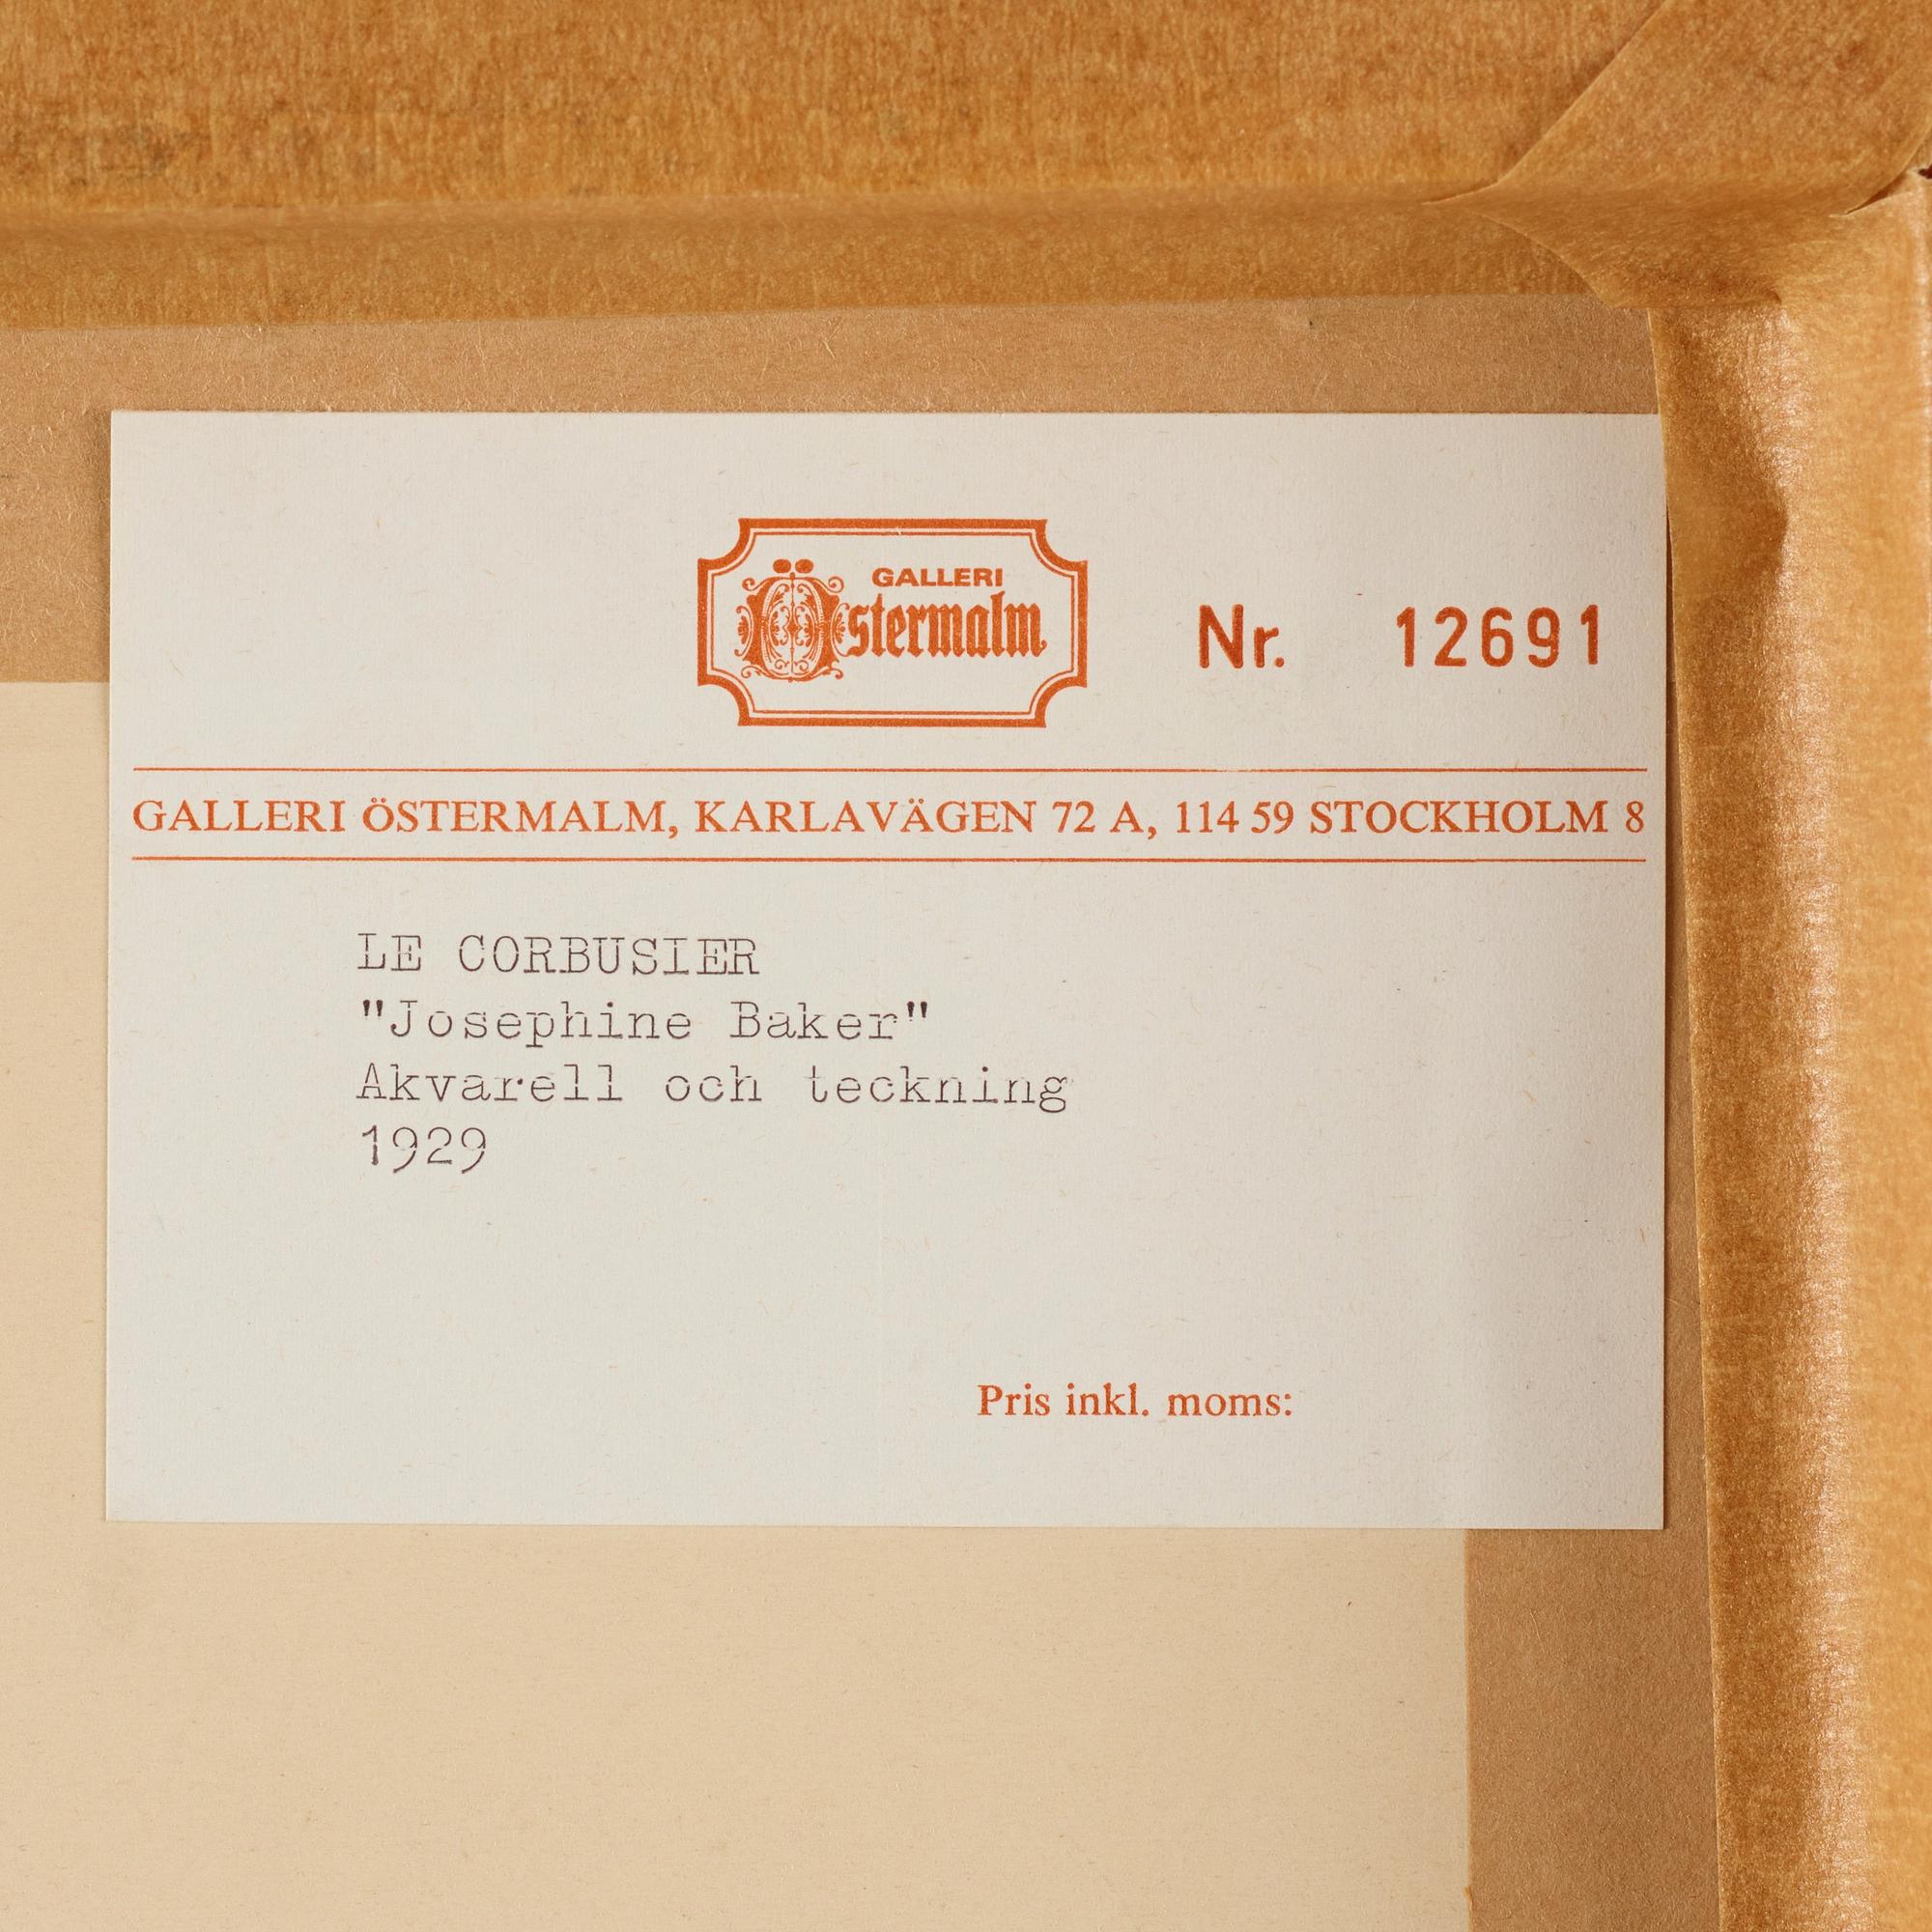 GALLERI
Östermalm
Nr. 12691
GALLERI ÖSTERMALM, KARLAVÄGEN 72 A, 114 59 STOCKHOLM 8
LE CORBUSIER
"Josephine Baker"
Akvarell och teckning
1929
Pris inkl. moms: